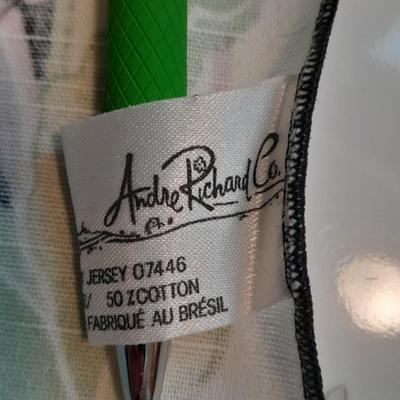 Andre Richard Co.
JERSEY 07446
/ 50 %COTTON
FABRIQUÉ AU BRÉSIL